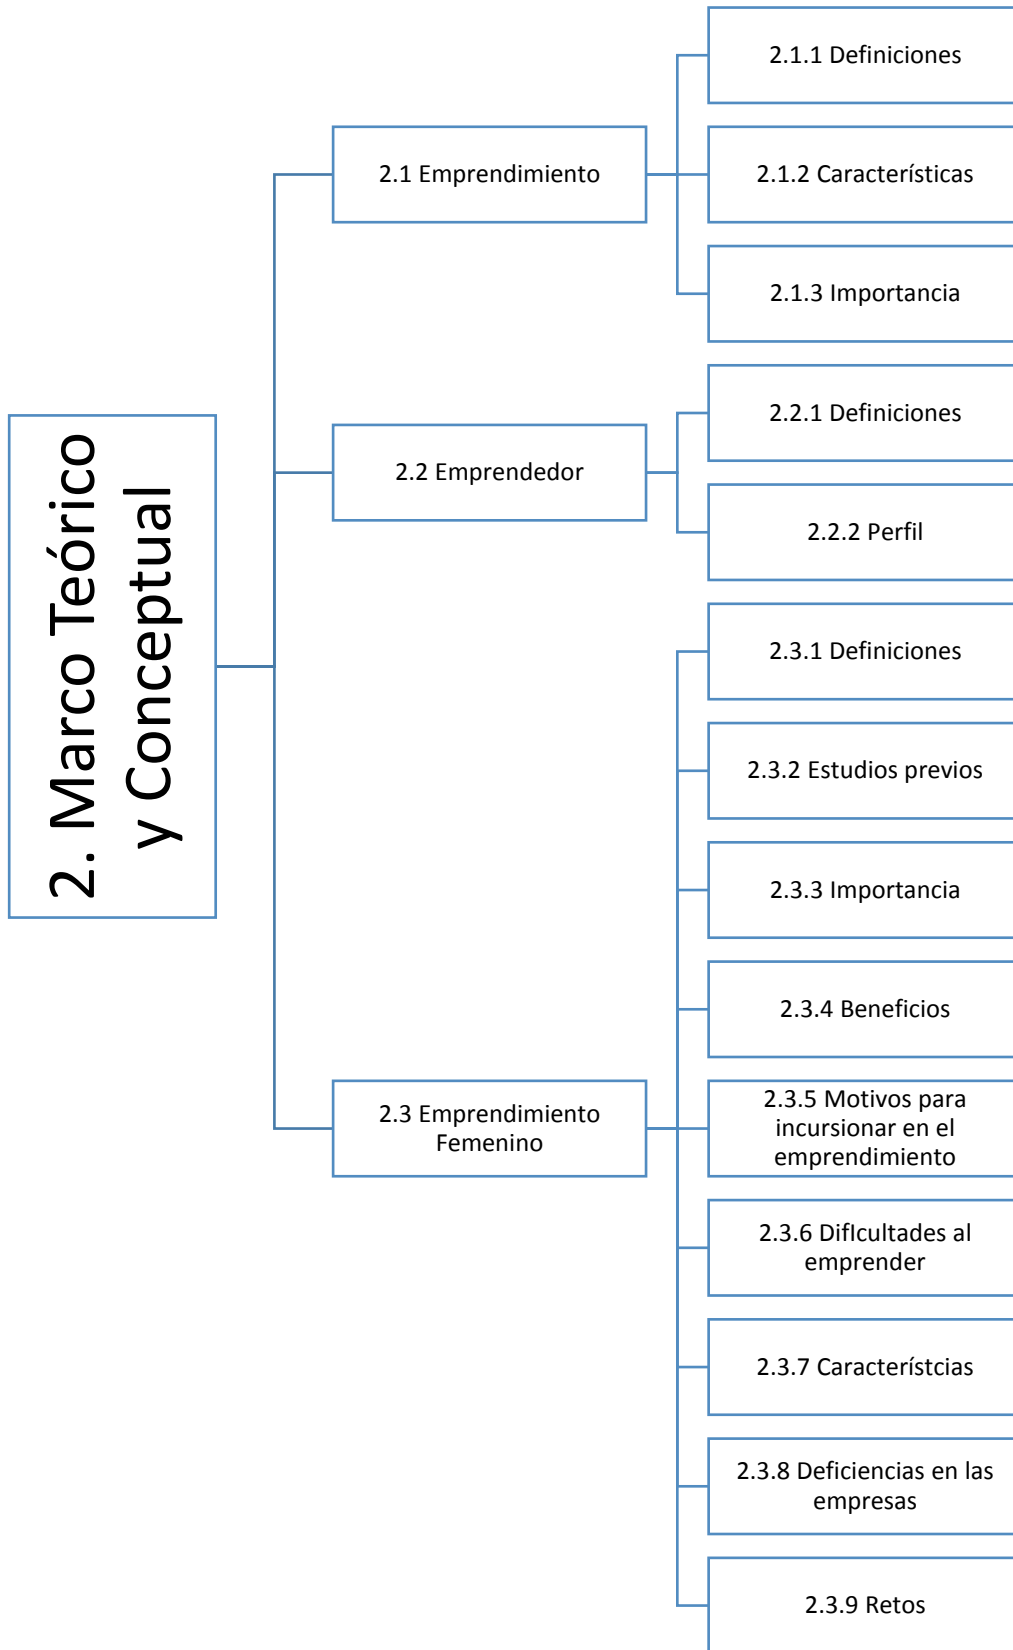 2. Marco Teórico
y Conceptual
2.1 Emprendimiento
2.1.1 Definiciones
2.1.2 Característísticas
2.1.3 Importancia
2.2 Emprendedor
2.2.1 Definiciones
2.2.2 Perfil
2.3 Emprendimiento
Femenino
2.3.1 Definiciones
2.3.2 Estudios previos
2.3.3 Importancia
2.3.4 Beneficios
2.3.5 Motivos para
incursionar en el
emprendimiento
2.3.6 DifIcultades al
emprender
2.3.7 Característcias
2.3.8 Deficiencias en las
empresas
2.3.9 Retos